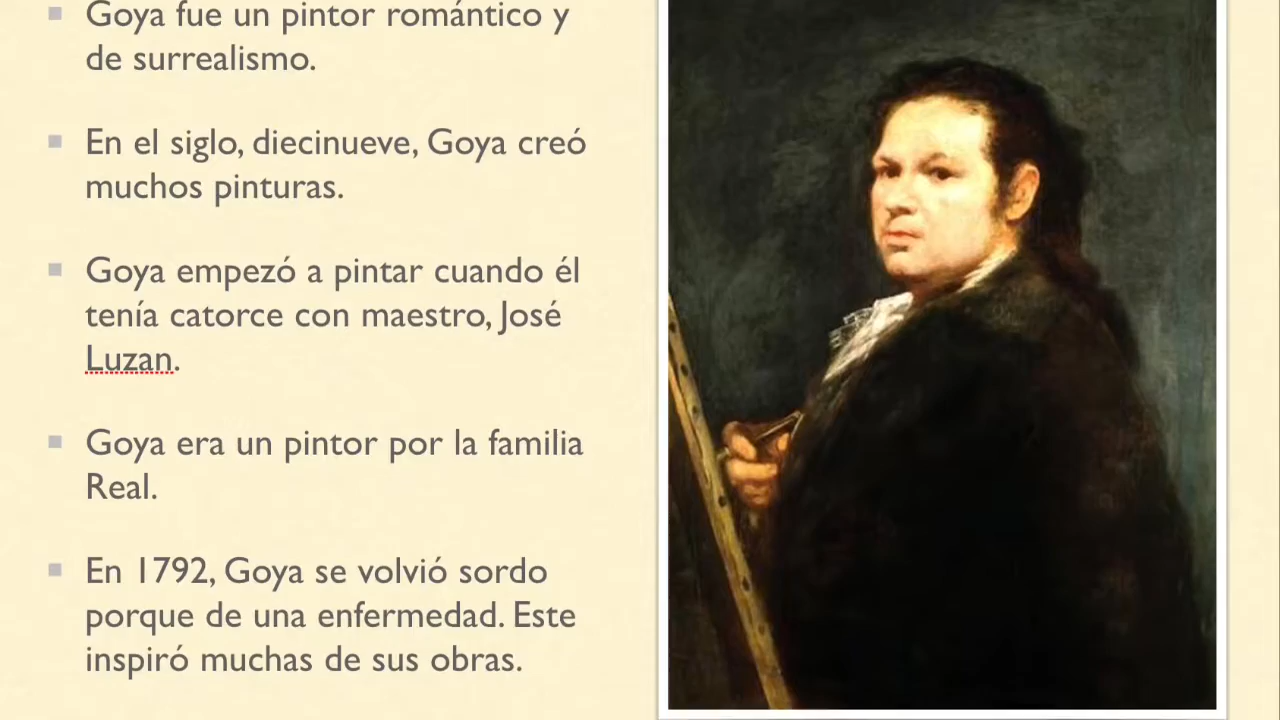 Goya fue un pintor romántico y
de surrealismo.
En el siglo, diecinueve, Goya creó
muchos pinturas.
Goya empezó a pintar cuando él
tenía catorce con maestro, José
Luzan.
Goya era un pintor por la familia
Real.
En 1792, Goya se volvió sordo
porque de una enfermedad. Este
inspiró muchas de sus obras.